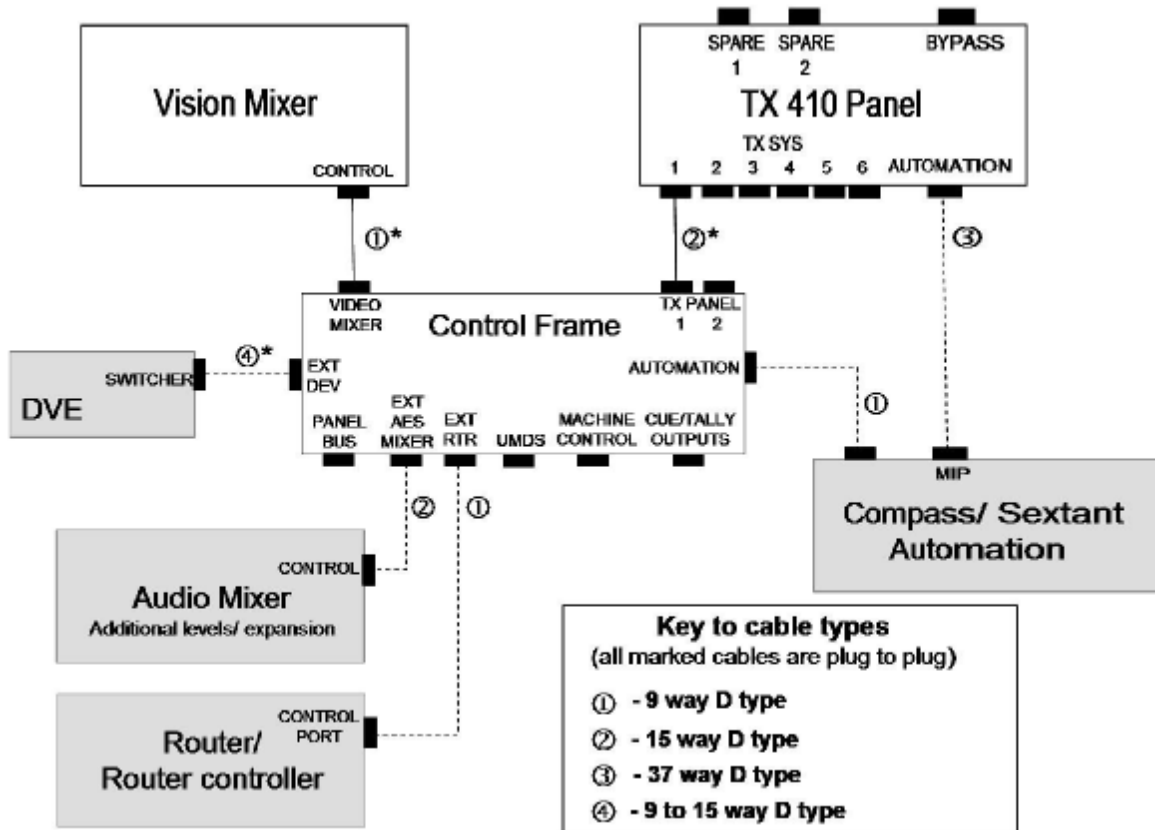 SPARE SPARE BYPASS
1 2
Vision Mixer
TX 410 Panel
CONTROL
TX SYS
1 2 3 4 5 6 AUTOMATION
①*
②*
③
VIDEO
MIXER
Control Frame
TX PANEL
1 2
④*
SWITCHER
DVE
EXT
DEV
AUTOMATION
①
PANEL
BUS
EXT
AES
MIXER
EXT
RTR
UMDS
MACHINE
CONTROL
CUE/TALLY
OUTPUTS
②
①
MIP
Compass/ Sextant
Automation
CONTROL
Audio Mixer
Additional levels/ expansion
CONTROL
PORT
Router/
Router controller
Key to cable types
(all marked cables are plug to plug)
① - 9 way D type
② - 15 way D type
③ - 37 way D type
④ - 9 to 15 way D type